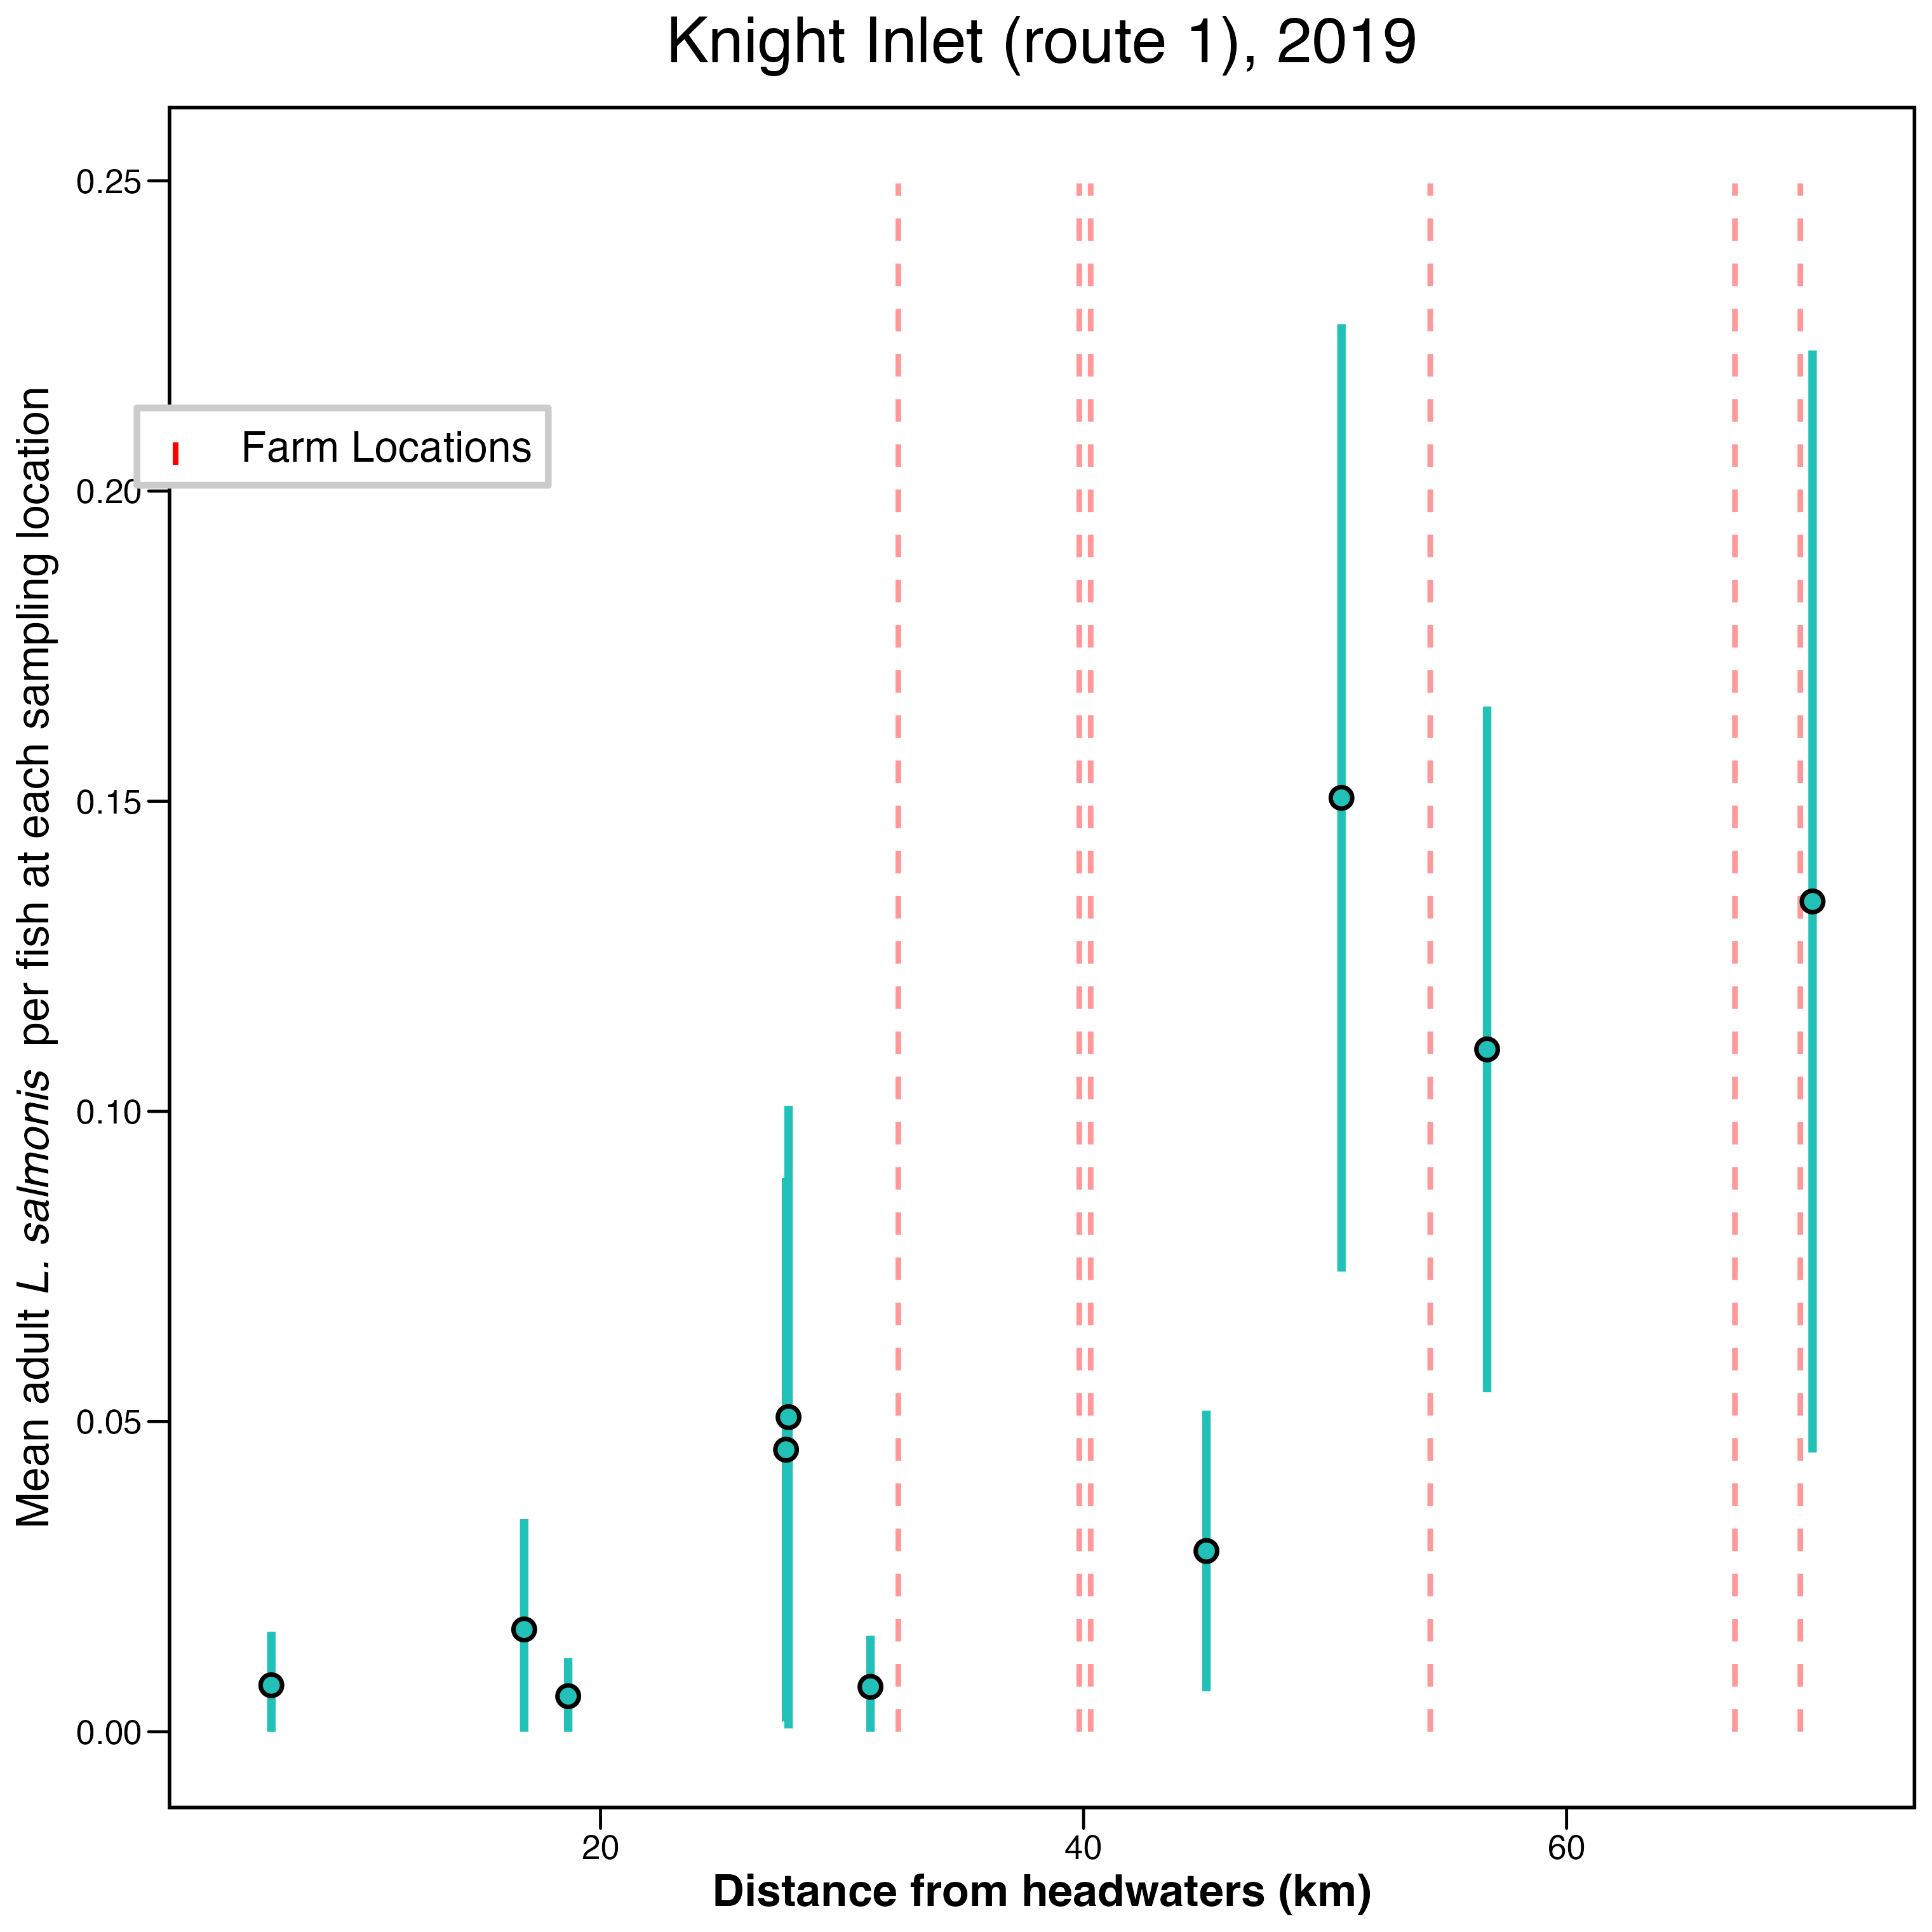 Knight Inlet (route 1), 2019
Mean adult L. salmonis per fish at each sampling location
0.25
Farm Locations
0.20
0.15
0.10
0.05
0.00
20 40 60
Distance from headwaters (km)